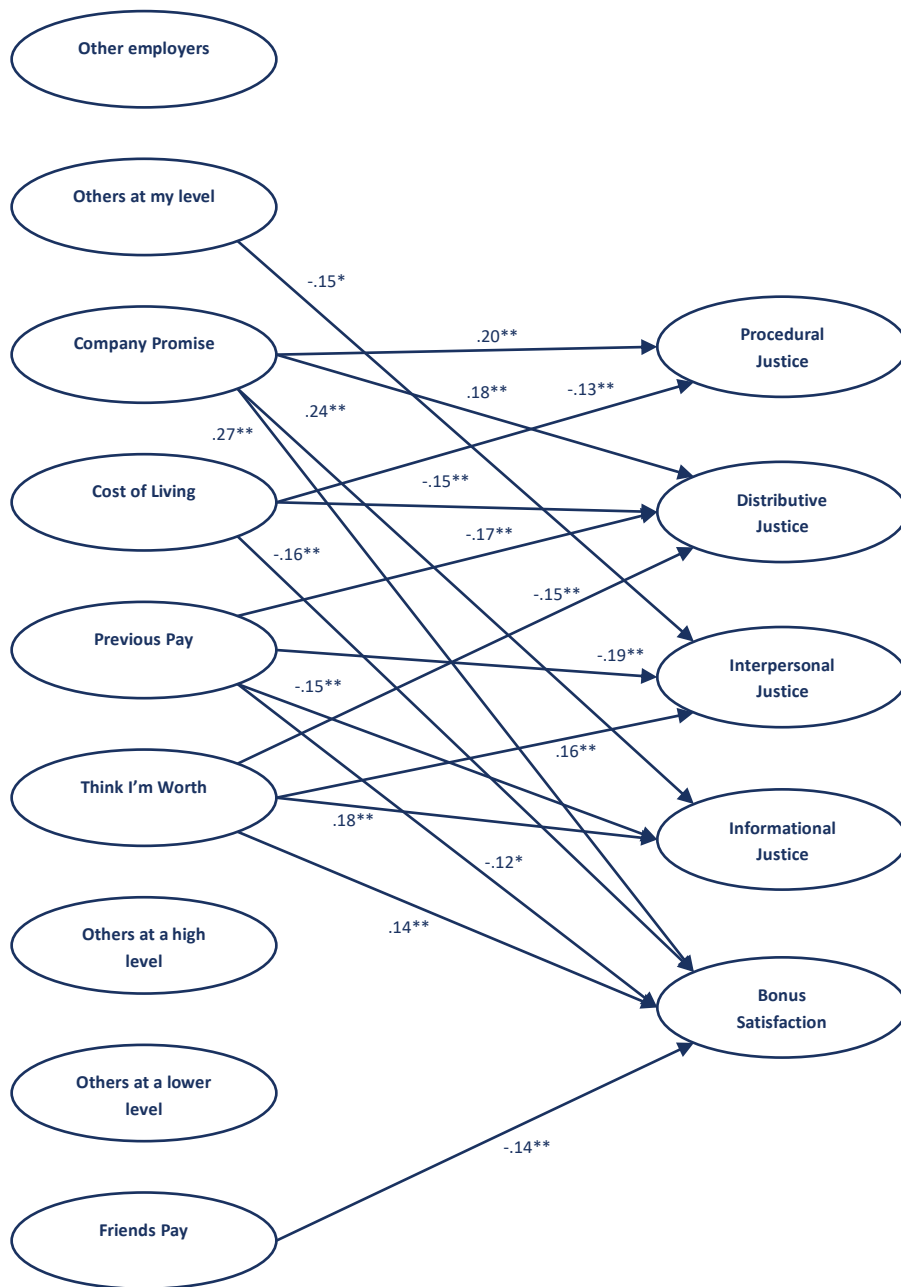 Other employers
Others at my level
-.15*
Company Promise
.20**
Procedural
Justice
.18**
-.13**
.24**
.27**
Cost of Living
-.15**
Distributive
Justice
-.17**
-.16**
-.15**
Previous Pay
-.19**
Interpersonal
Justice
-.15**
.16**
Think I’m Worth
.18**
Informational
Justice
-.12*
.14**
Others at a high
level
Bonus
Satisfaction
Others at a lower
level
-.14**
Friends Pay